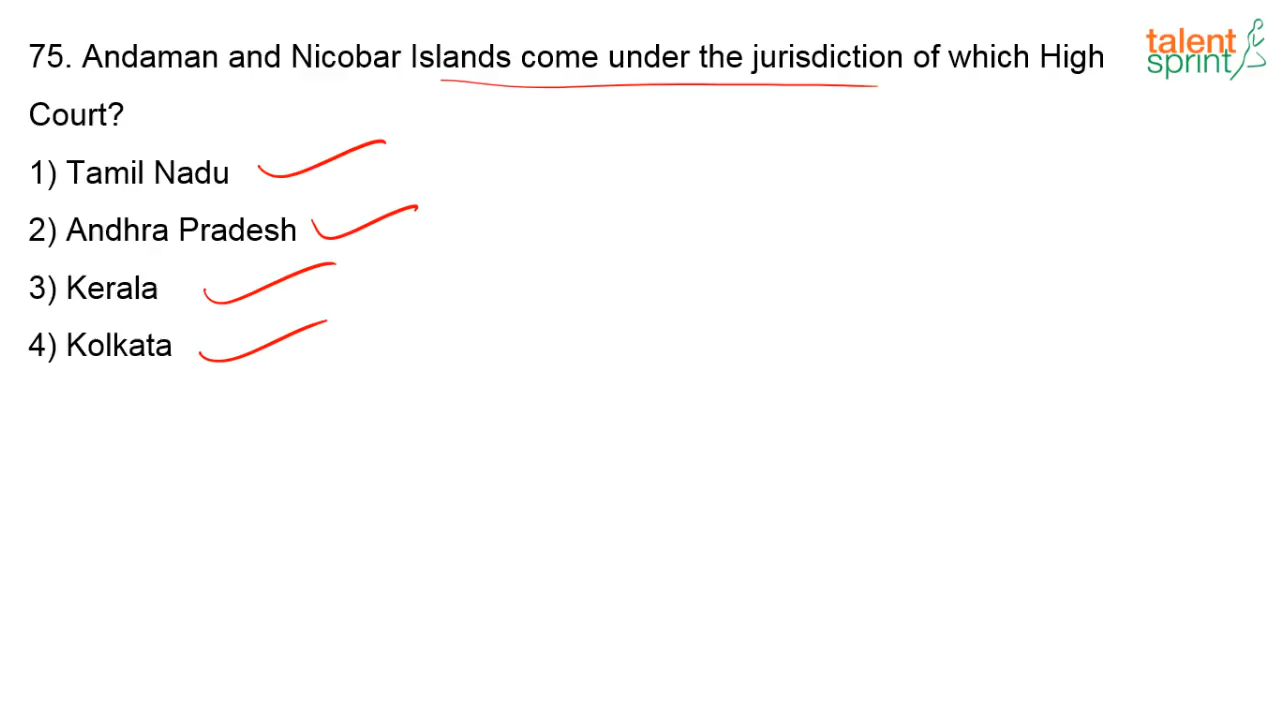 75. Andaman and Nicobar Islands come under the jurisdiction of which High
Court?
1) Tamil Nadu
2) Andhra Pradesh
3) Kerala
4) Kolkata
talent
sprint